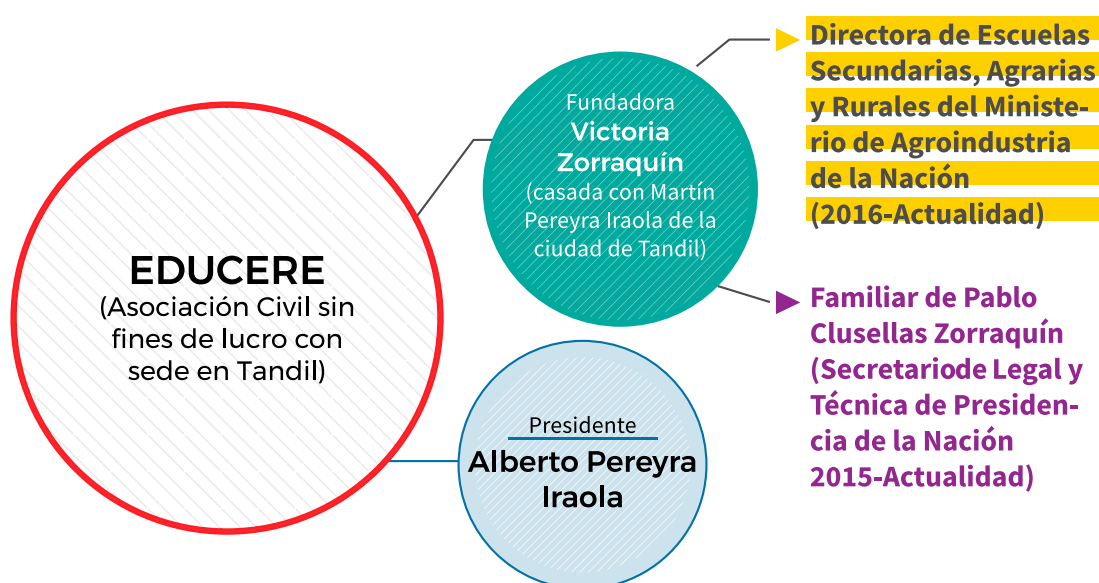 EDUCERE
(Asociación Civil sin
fines de lucro con
sede en Tandil)
Fundadora
Victoria
Zorraquín
(casada con Martín
Pereyra Iraola de la
ciudad de Tandil)
Directora de Escuelas
Secundarias, Agrarias
y Rurales del Ministe-
rio de Agroindustria
de la Nación
(2016-Actualidad)
Familiar de Pablo
Clusellas Zorraquín
(Secretariode Legal y
Técnica de Presiden-
cia de la Nación
2015-Actualidad)
Presidente
Alberto Pereyra
Iraola